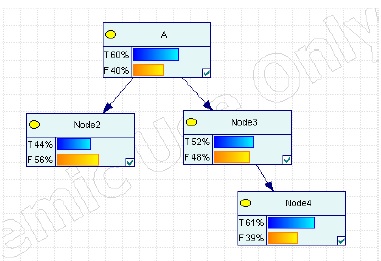 A
T 60%
F 40%
Node2
T 44%
F 56%
Node3
T 52%
F 48%
Node4
T 61%
F 39%
emic Use Only